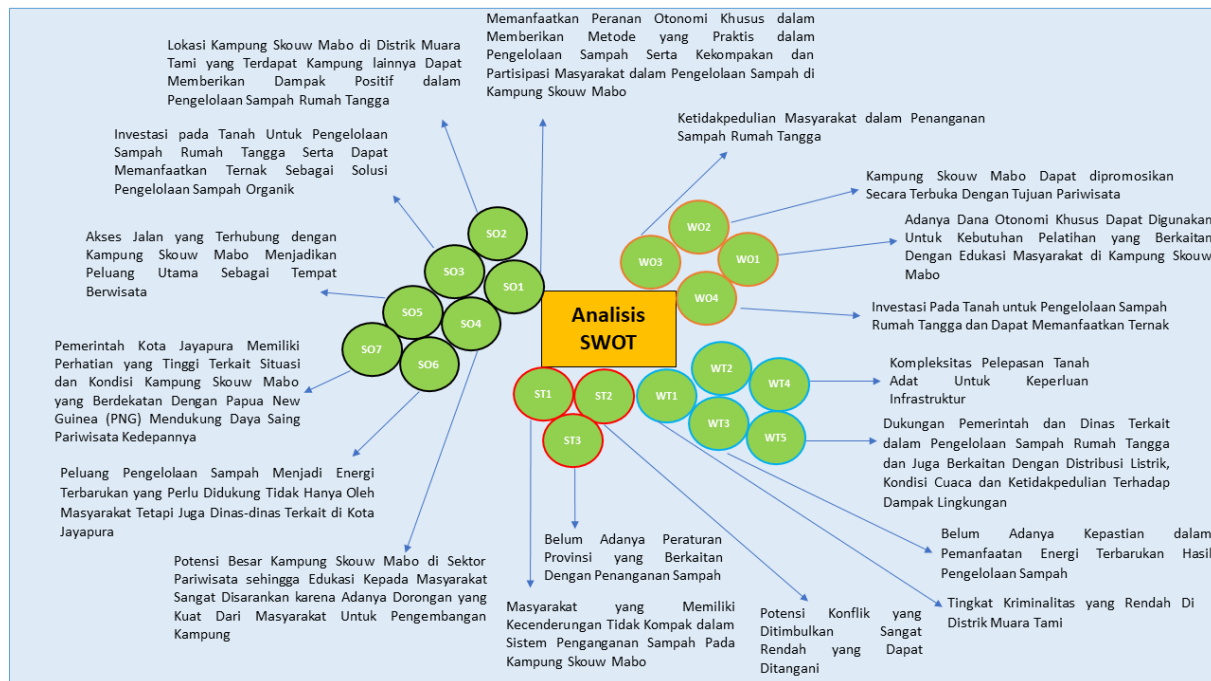 Lokasi Kampung Skouw Mabo di Distrik Muara
Tami yang Terdapat Kampung lainnya Dapat
Memberikan Dampak Positif dalam
Pengelolaan Sampah Rumah Tangga
Memanfaatkan Peranan Otonomi Khusus dalam
Memberikan Metode yang Praktis dalam
Pengelolaan Sampah Serta Kekompakan dan
Partisipasi Masyarakat dalam Pengelolaan Sampah di
Kampung Skouw Mabo
Ketidakpedulian Masyarakat dalam Penanganan
Sampah Rumah Tangga
Investasi pada Tanah Untuk Pengelolaan
Sampah Rumah Tangga Serta Dapat
Memanfaatkan Ternak Sebagai Solusi
Pengelolaan Sampah Organik
Kampung Skouw Mabo Dapat dipromosikan
Secara Terbuka Dengan Tujuan Pariwisata
Akses Jalan yang Terhubung dengan
Kampung Skouw Mabo Menjadikan
Peluang Utama Sebagai Tempat
Berwisata
Adanya Dana Otonomi Khusus Dapat Digunakan
Untuk Kebutuhan Pelatihan yang Berkaitan
Dengan Edukasi Masyarakat di Kampung Skouw
Mabo
SO2
SO3
SO1
SO5
SO4
SO7
SO6
WO2
WO3
WO1
WO4
Analisis
SWOT
Investasi Pada Tanah untuk Pengelolaan Sampah
Rumah Tangga dan Dapat Memanfaatkan Ternak
Pemerintah Kota Jayapura Memiliki
Perhatian yang Tinggi Terkait Situasi
dan Kondisi Kampung Skouw Mabo
yang Berdekatan Dengan Papua New
Guinea (PNG) Mendukung Daya Saing
Pariwisata Kedepannya
ST1
ST2
ST3
WT1
WT2
WT4
WT3
WT5
Kompleksitas Pelepasan Tanah
Adat Untuk Keperluan
Infrastruktur
Dukungan Pemerintah dan Dinas Terkait
dalam Pengelolaan Sampah Rumah Tangga
dan Juga Berkaitan Dengan Distribusi Listrik,
Kondisi Cuaca dan Ketidakpedulian Terhadap
Dampak Lingkungan
Peluang Pengelolaan Sampah Menjadi Energi
Terbarukan yang Perlu Didukung Tidak Hanya Oleh
Masyarakat Tetapi Juga Dinas-dinas Terkait di Kota
Jayapura
Belum Adanya Peraturan
Provinsi yang Berkaitan
Dengan Penanganan Sampah
Belum Adanya Kepastian dalam
Pemanfaatan Energi Terbarukan Hasil
Pengelolaan Sampah
Potensi Besar Kampung Skouw Mabo di Sektor
Pariwisata sehingga Edukasi Kepada Masyarakat
Sangat Disarankan karena Adanya Dorongan yang
Kuat Dari Masyarakat Untuk Pengembangan
Kampung
Masyarakat yang Memiliki
Kecenderungan Tidak Kompak dalam
Sistem Penganganan Sampah Pada
Kampung Skouw Mabo
Potensi Konflik yang
Ditimbulkan Sangat
Rendah yang Dapat
Ditangani
Tingkat Kriminalitas yang Rendah Di
Distrik Muara Tami